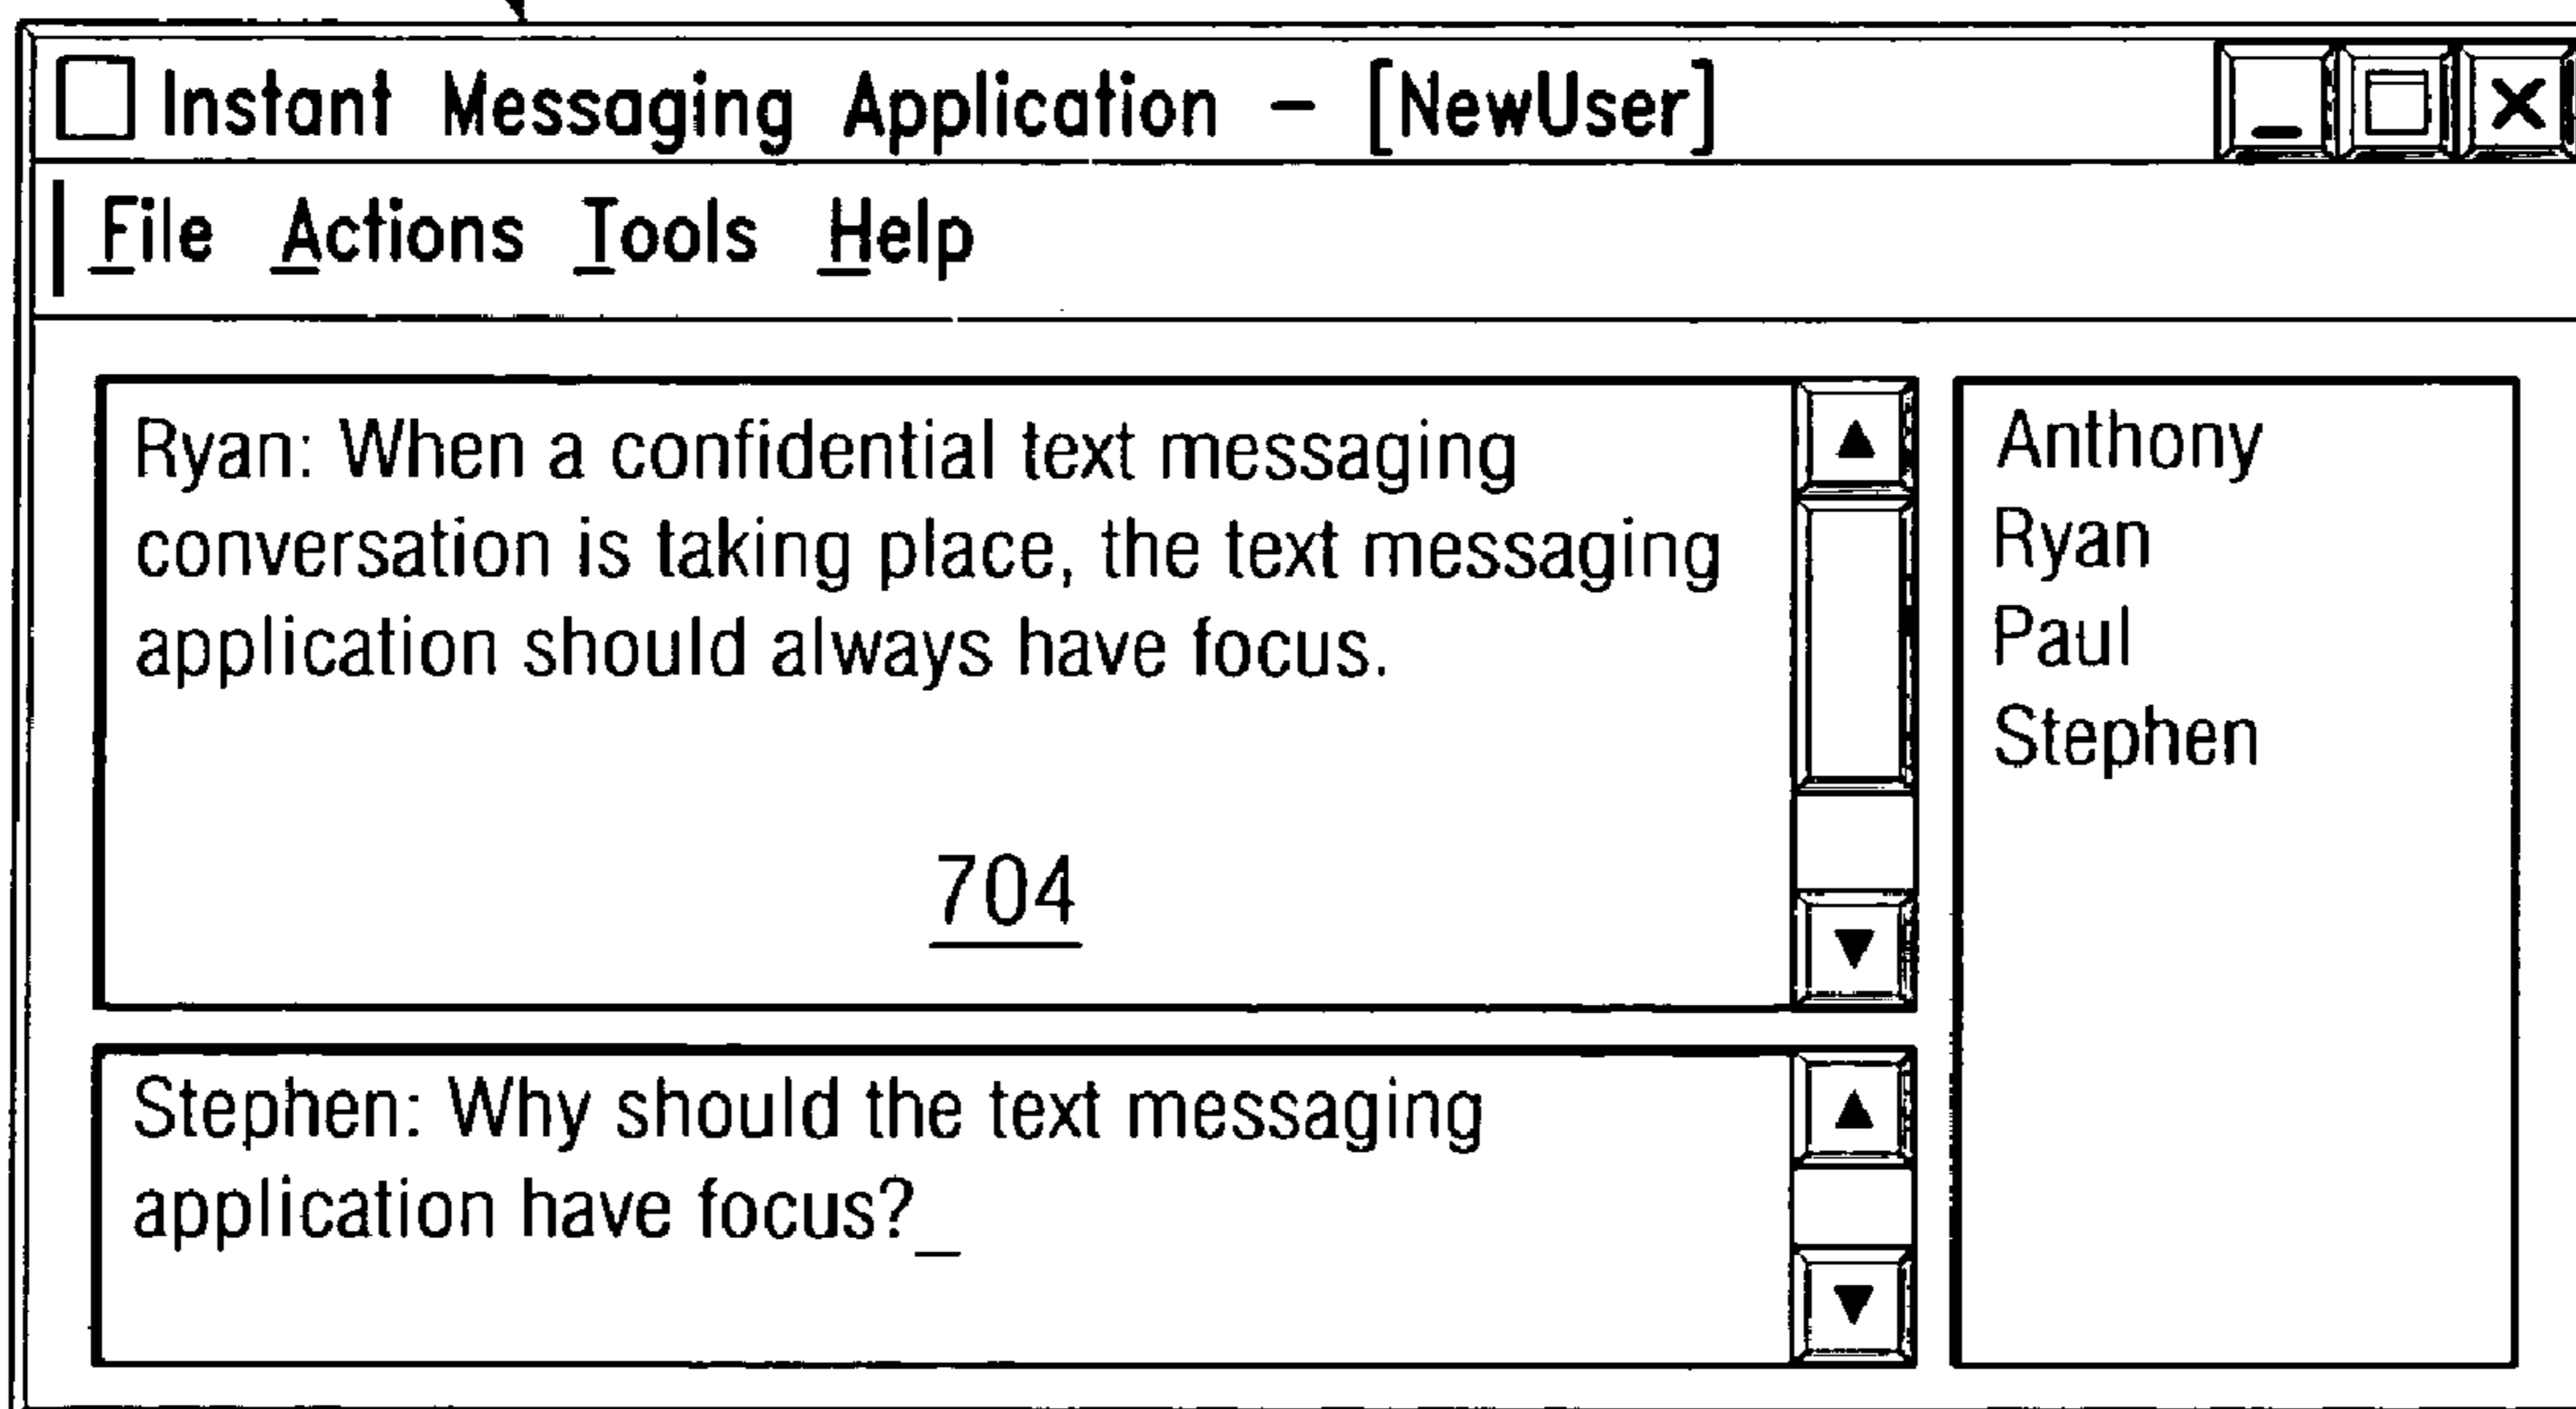 Instant Messaging Application - [NewUser]
File Actions Tools Help
Ryan: When a confidential text messaging
conversation is taking place, the text messaging
application should always have focus.
704
Stephen: Why should the text messaging
application have focus?_
Anthony
Ryan
Paul
Stephen